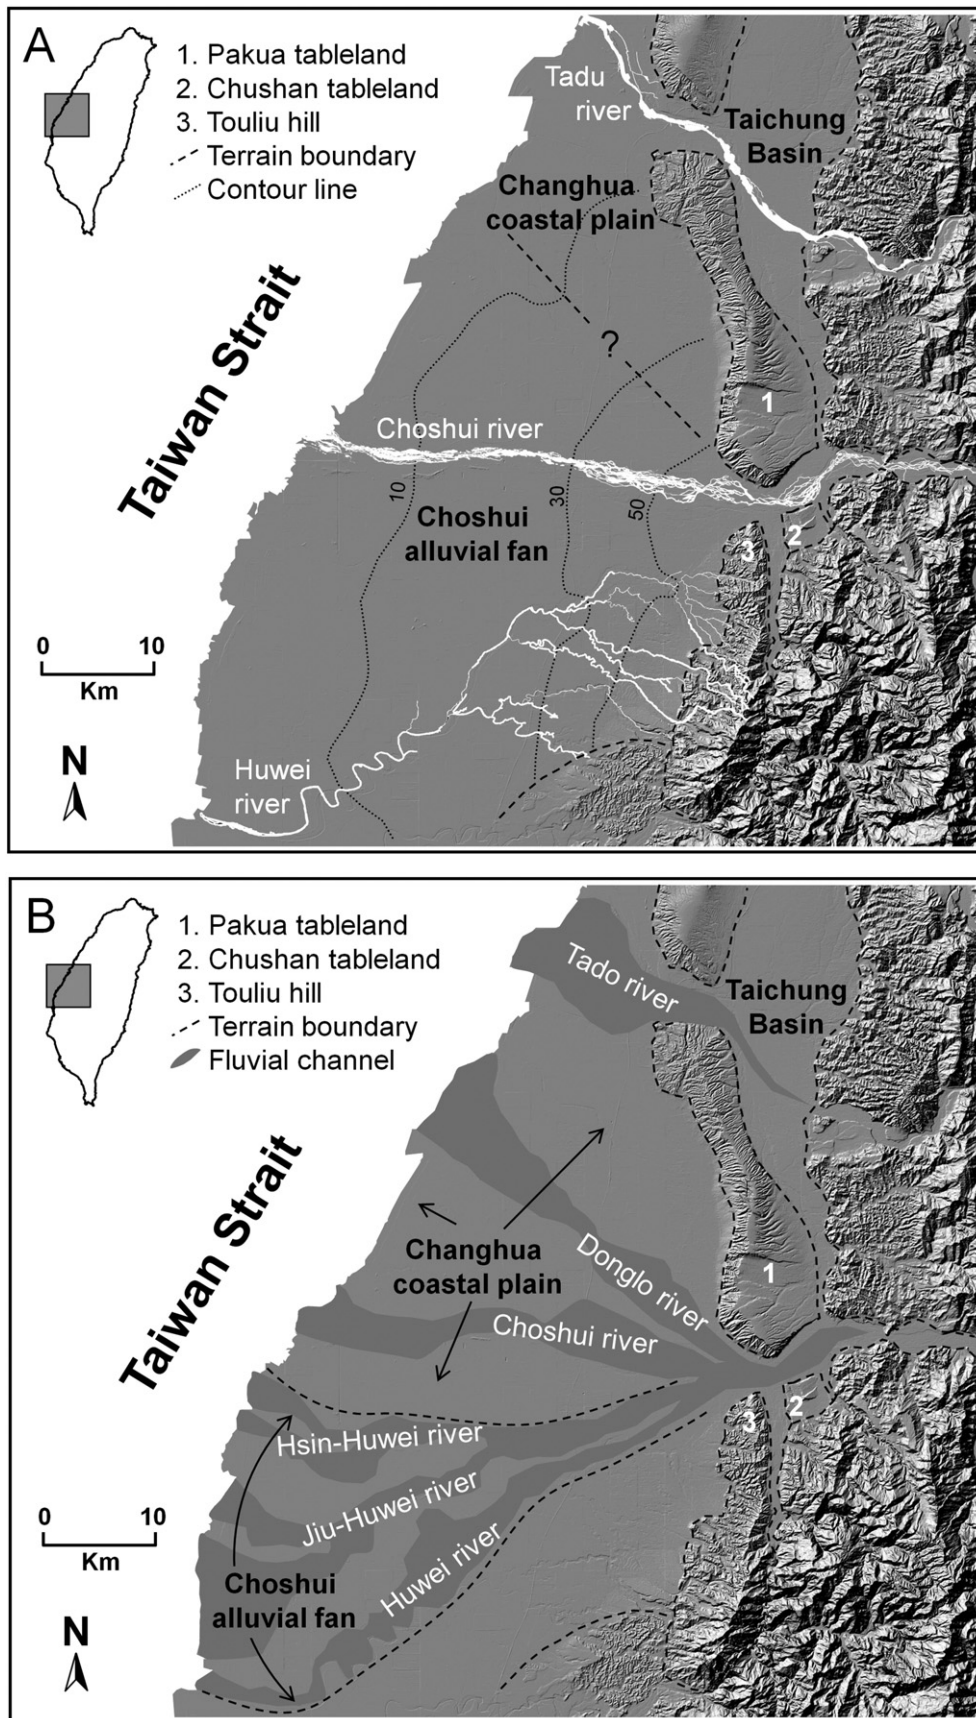 A
1. Pakua tableland
2. Chushan tableland
3. Touliu hill
Terrain boundary
Contour line
Tadu
river
Taichung
Basin
Changhua
coastal plain
Taiwan Strait
?
1
Choshui river
10
30
50
Choshui
alluvial fan
2
3
0 10
Km
N
Huwei
river
B
1. Pakua tableland
2. Chushan tableland
3. Touliu hill
Terrain boundary
Fluvial channel
Tado river
Taichung
Basin
Taiwan Strait
Changhua
coastal plain
Donglo river
1
Choshui river
2
3
Hsin-Huwei river
Jiu-Huwei river
Huwei river
0 10
Km
Choshui
alluvial fan
N